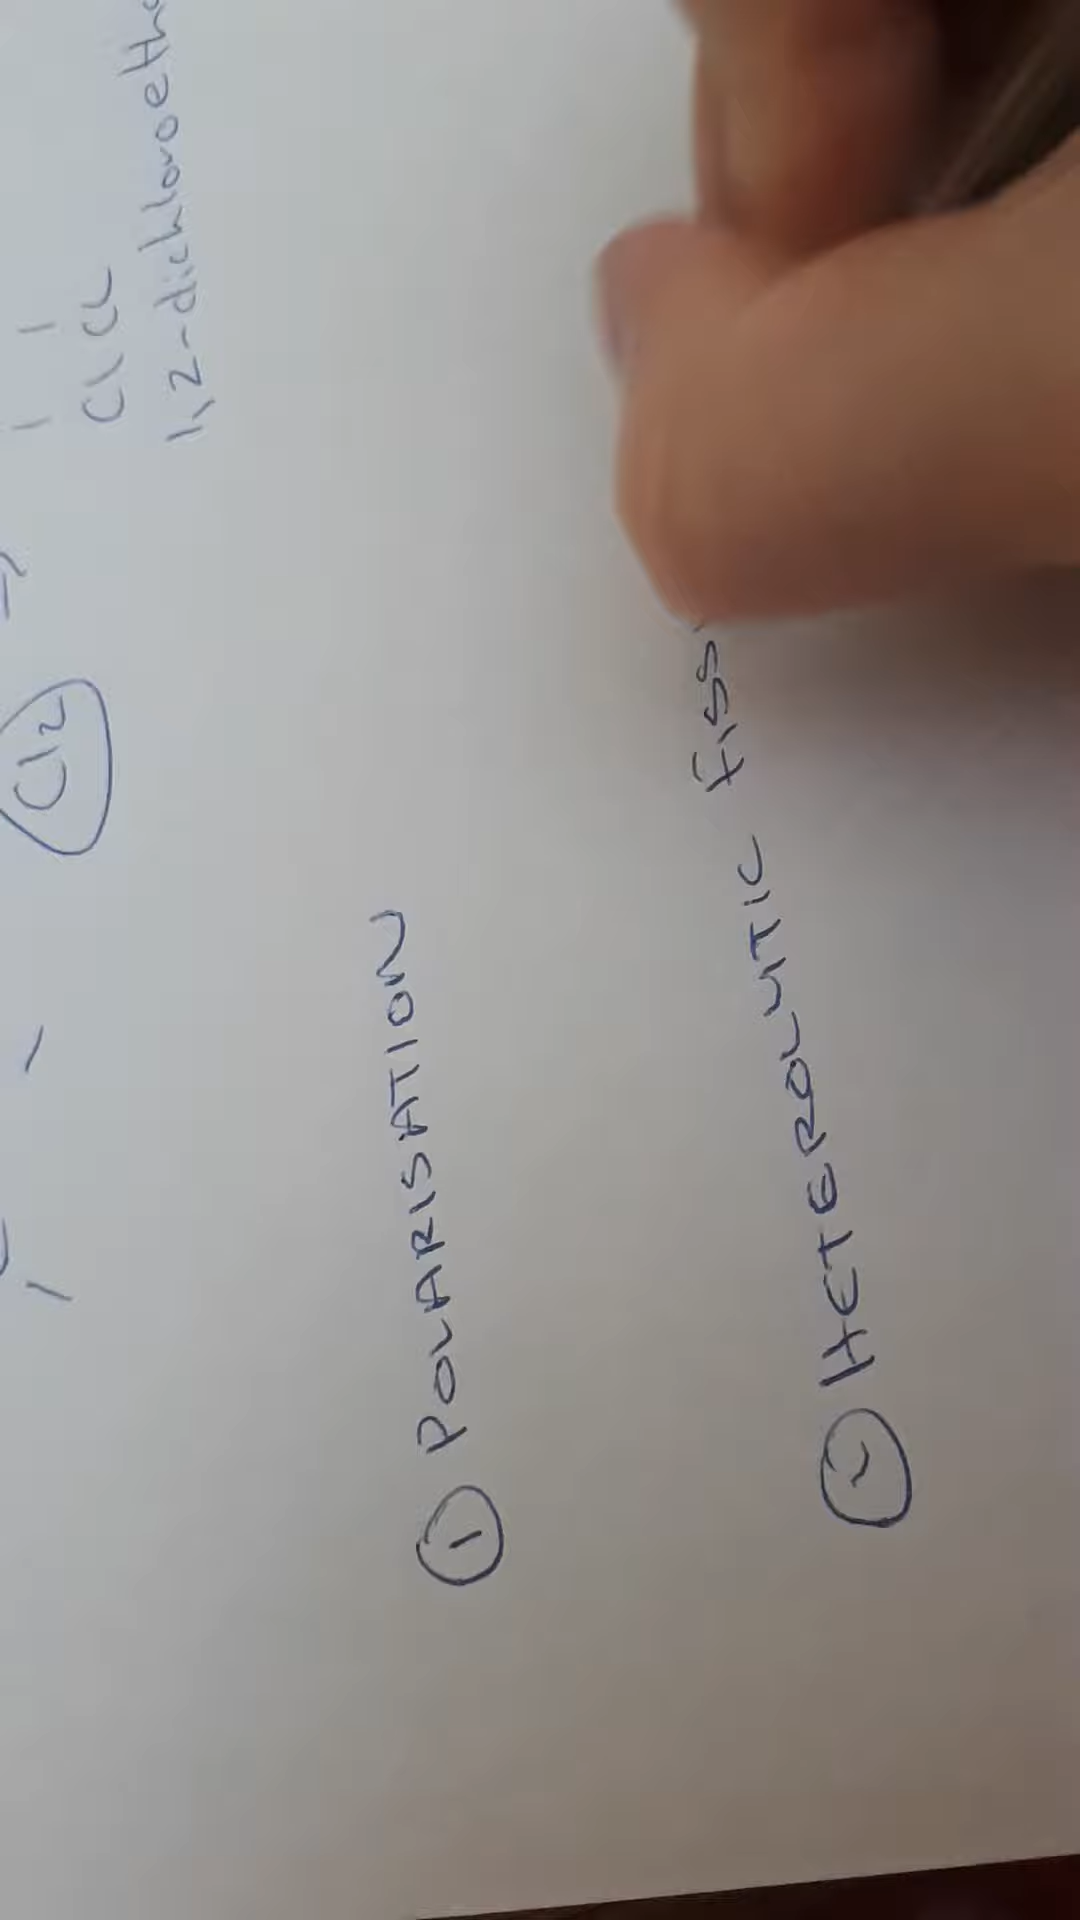 Cl2 →
Cl Cl
1,2-dichloroeth
① POLARISATION
② HETEROLYTIC FISS